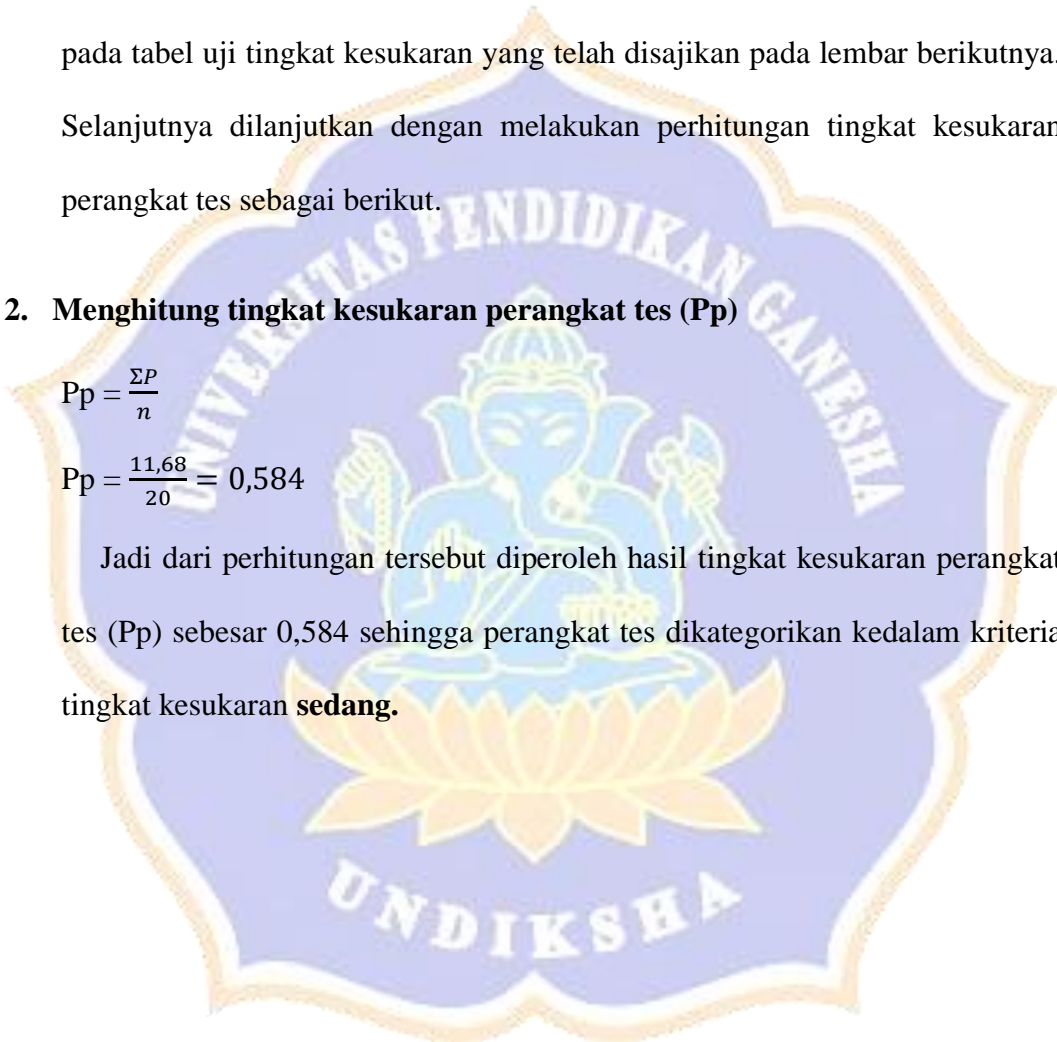 pada tabel uji tingkat kesukaran yang telah disajikan pada lembar berikutnya.
Selanjutnya dilanjutkan dengan melakukan perhitungan tingkat kesukaran
perangkat tes sebagai berikut.
UNIVERSITAS PENDIDIKAN GANESHA
2. Menghitung tingkat kesukaran perangkat tes (Pp)
Pp = ΣP/n
Pp = 11,68/20 = 0,584
Jadi dari perhitungan tersebut diperoleh hasil tingkat kesukaran perangkat
tes (Pp) sebesar 0,584 sehingga perangkat tes dikategorikan kedalam kriteria
tingkat kesukaran sedang.
UNDIKSHA